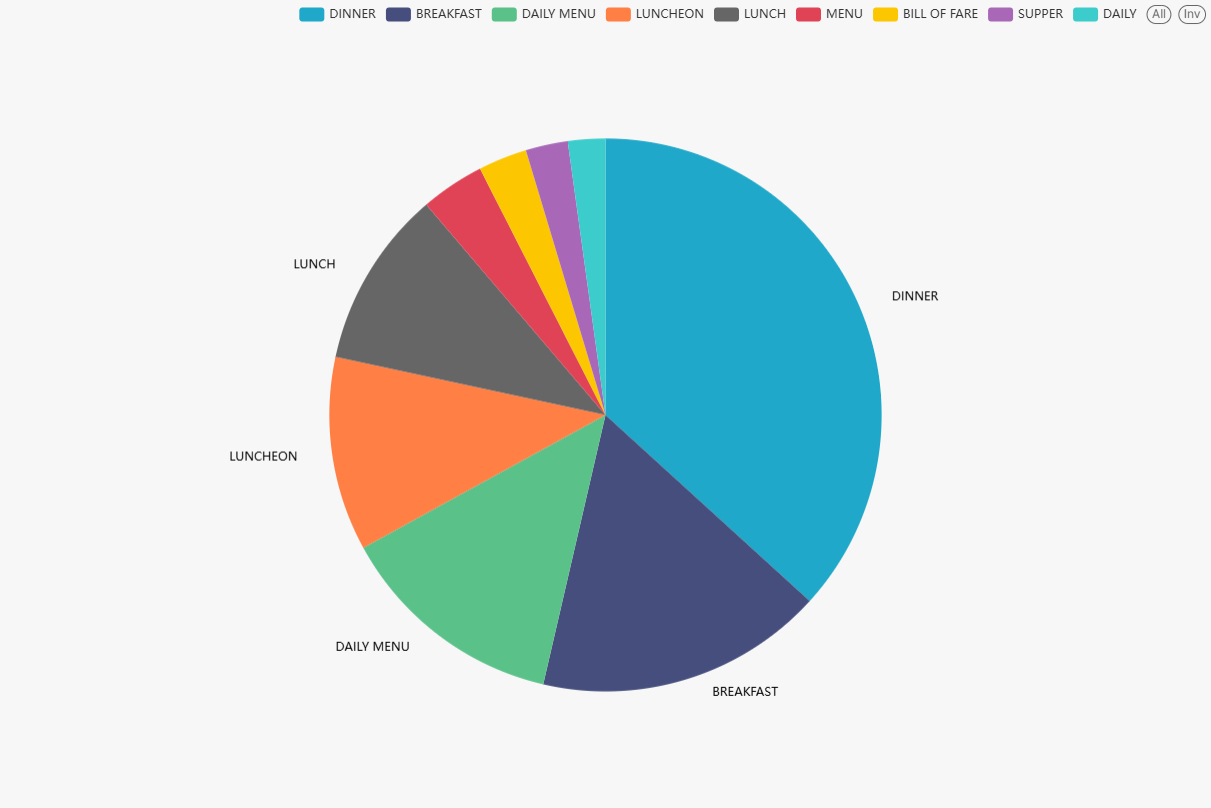 DINNER BREAKFAST DAILY MENU LUNCHEON LUNCH MENU BILL OF FARE SUPPER DAILY All Inv
LUNCH
DINNER
LUNCHEON
DAILY MENU
BREAKFAST